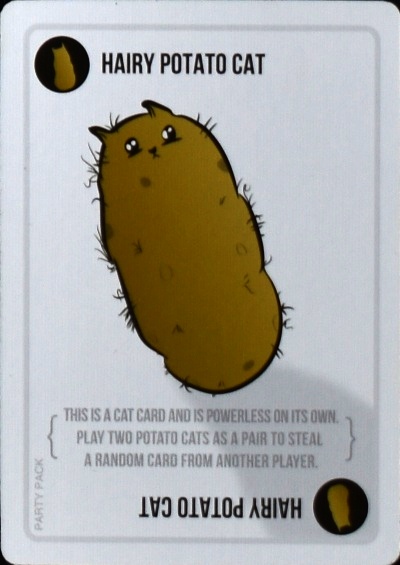 HAIRY POTATO CAT
THIS IS A CAT CARD AND IS POWERLESS ON ITS OWN.
PLAY TWO POTATO CATS AS A PAIR TO STEAL
A RANDOM CARD FROM ANOTHER PLAYER.
PARTY PACK
HAIRY POTATO CAT